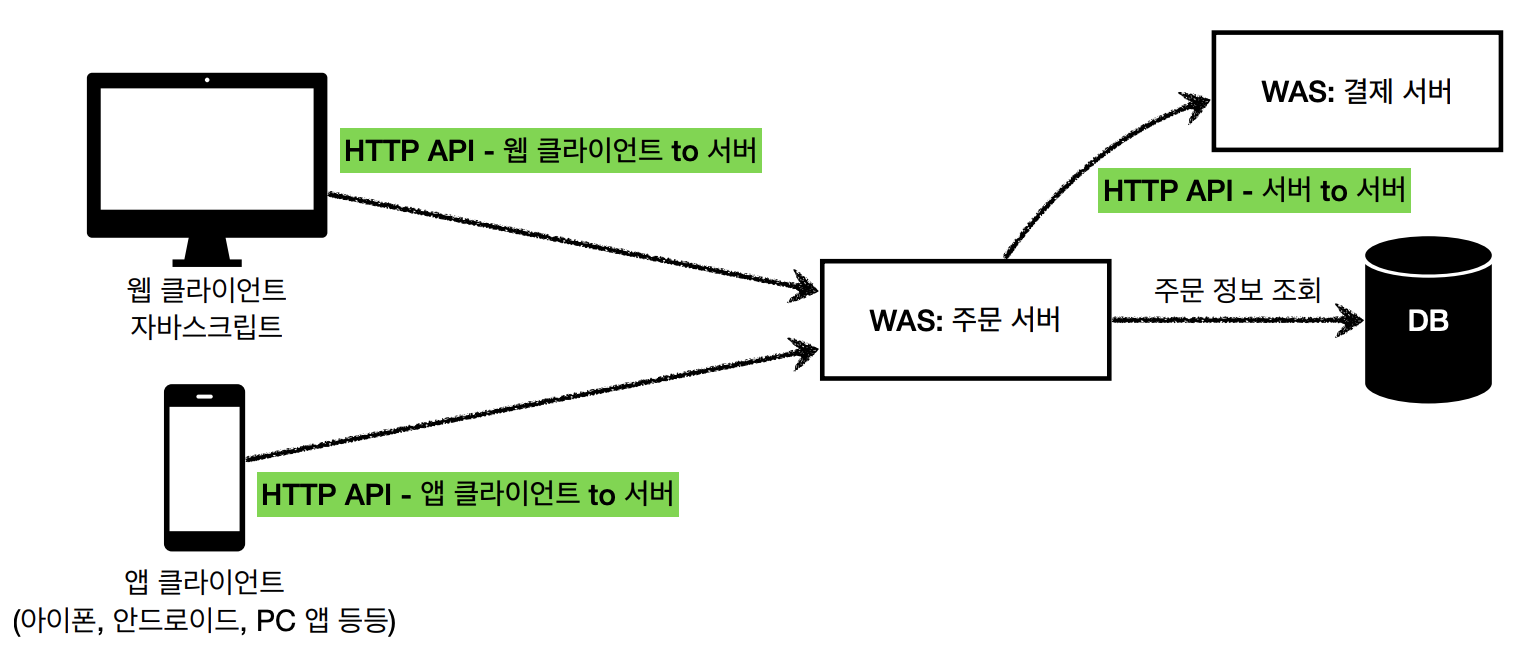 WAS: 결제 서버
HTTP API - 웹 클라이언트 to 서버
HTTP API - 서버 to 서버
웹 클라이언트
자바스크립트
WAS: 주문 서버
주문 정보 조회
DB
HTTP API - 앱 클라이언트 to 서버
앱 클라이언트
(아이폰, 안드로이드, PC 앱 등등)